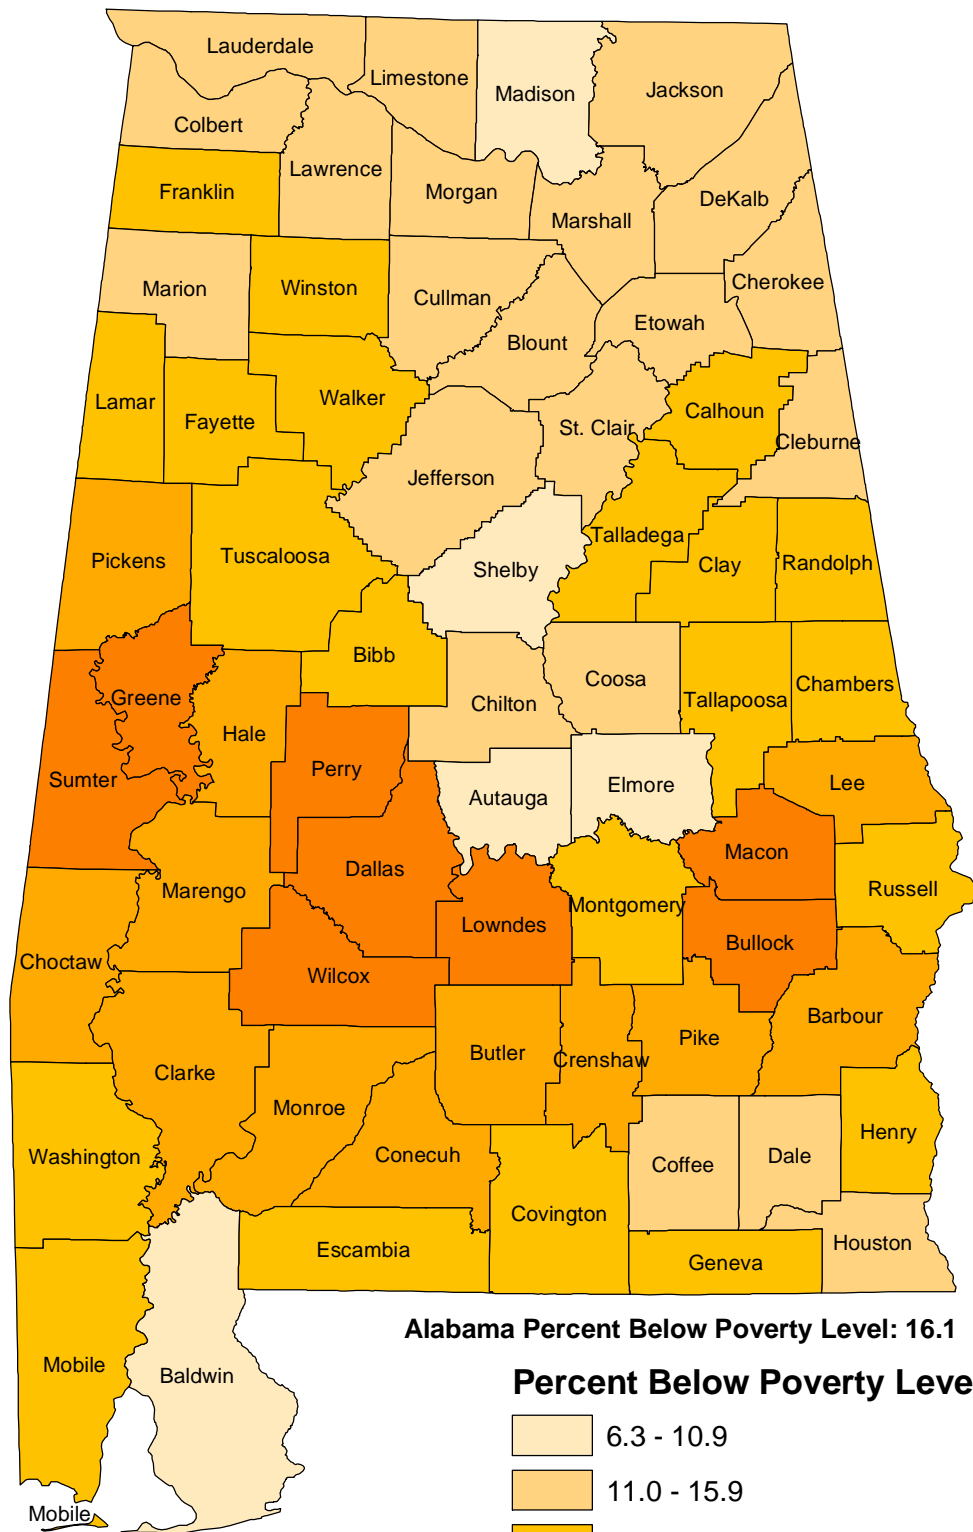 Lauderdale
Limestone
Madison
Jackson
Colbert
Lawrence
Franklin
Morgan
Marshall
DeKalb
Marion
Winston
Cullman
Cherokee
Blount
Etowah
Lamar
Fayette
Walker
Calhoun
St. Clair
Cleburne
Jefferson
Pickens
Tuscaloosa
Talladega
Shelby
Clay
Randolph
Bibb
Coosa
Chambers
Greene
Chilton
Tallapoosa
Hale
Sumter
Perry
Autauga
Elmore
Lee
Dallas
Macon
Marengo
Montgomery
Russell
Lowndes
Bullock
Choctaw
Wilcox
Barbour
Clarke
Butler
Crenshaw
Pike
Monroe
Henry
Washington
Conecuh
Coffee
Dale
Covington
Escambia
Houston
Geneva
Alabama Percent Below Poverty Level: 16.1
Mobile
Baldwin
Percent Below Poverty Leve
6.3 - 10.9
11.0 - 15.9
Mobile